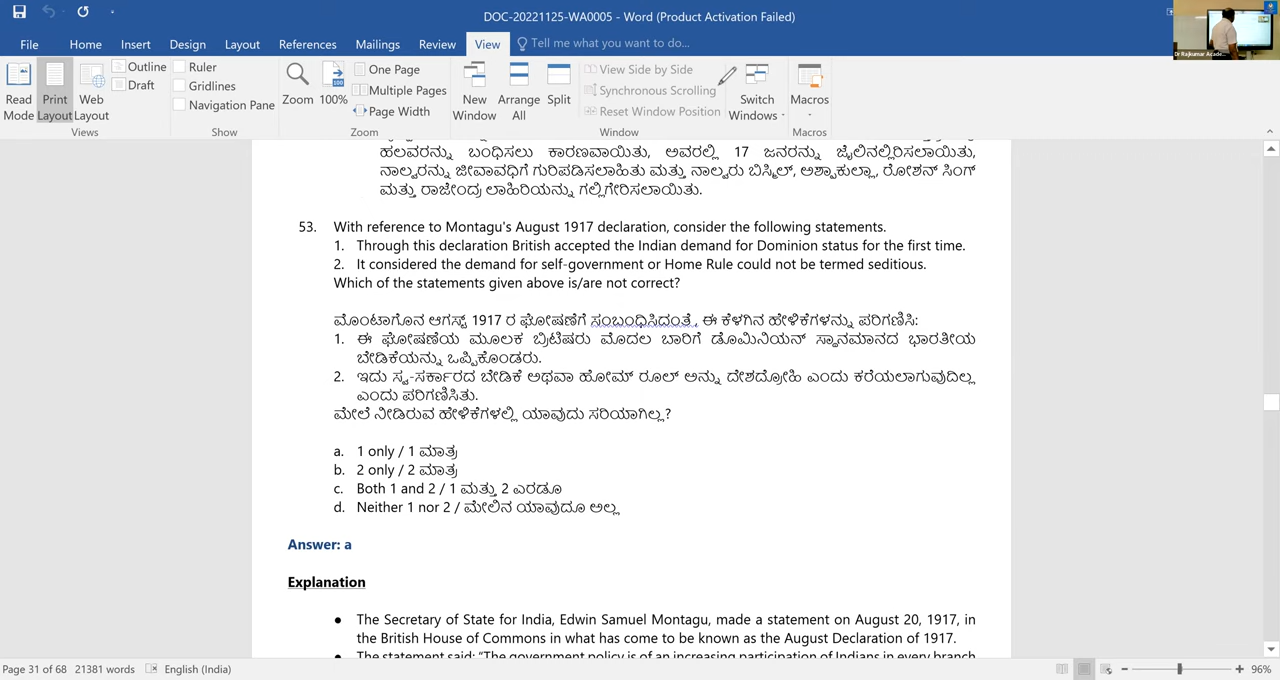 DOC-20221125-WA0005 - Word (Product Activation Failed)
File Home Insert Design Layout References Mailings Review View Tell me what you want to do...
Read Mode
Print Layout
Web Layout
Outline
Draft
Views
Ruler
Gridlines
Navigation Pane
Show
Zoom
100%
One Page
Multiple Pages
Page Width
Zoom
New Window
Arrange All
Split
View Side by Side
Synchronous Scrolling
Reset Window Position
Window
Switch Windows
Macros
Macros
ಹಲವರನ್ನು ಬಂಧಿಸಲು ಕಾರಣವಾಯಿತು, ಅವರಲ್ಲಿ 17 ಜನರನ್ನು ಜೈಲಿನಲ್ಲಿರಿಸಲಾಯಿತು,
ನಾಲ್ವರನ್ನು ಜೀವಾವಧಿಗೆ ಗುರಿಪಡಿಸಲಾಹಿತು ಮತ್ತು ನಾಲ್ವರು ಬಿಸ್ಮಿಲ್, ಅಶ್ಫಾಕುಲ್ಲಾ, ರೋಶನ್ ಸಿಂಗ್
ಮತ್ತು ರಾಜೇಂದ್ರ ಲಾಹಿರಿಯನ್ನು ಗಲ್ಲಿಗೇರಿಸಲಾಯಿತು.
53. With reference to Montagu's August 1917 declaration, consider the following statements.
1. Through this declaration British accepted the Indian demand for Dominion status for the first time.
2. It considered the demand for self-government or Home Rule could not be termed seditious.
Which of the statements given above is/are not correct?
ಮೊಂಟಾಗೊನ ಆಗಸ್ಟ್ 1917 ರ ಘೋಷಣೆಗೆ ಸಂಬಂಧಿಸಿದಂತೆ, ಈ ಕೆಳಗಿನ ಹೇಳಿಕೆಗಳನ್ನು ಪರಿಗಣಿಸಿ:
1. ಈ ಘೋಷಣೆಯ ಮೂಲಕ ಬ್ರಿಟಿಷರು ಮೊದಲ ಬಾರಿಗೆ ಡೊಮಿನಿಯನ್ ಸ್ಥಾನಮಾನದ ಭಾರತೀಯ
ಬೇಡಿಕೆಯನ್ನು ಒಪ್ಪಿಕೊಂಡರು.
2. ಇದು ಸ್ವ-ಸರ್ಕಾರದ ಬೇಡಿಕೆ ಅಥವಾ ಹೋಮ್ ರೂಲ್ ಅನ್ನು ದೇಶದ್ರೋಹಿ ಎಂದು ಕರೆಯಲಾಗುವುದಿಲ್ಲ
ಎಂದು ಪರಿಗಣಿಸಿತು.
ಮೇಲೆ ನೀಡಿರುವ ಹೇಳಿಕೆಗಳಲ್ಲಿ ಯಾವುದು ಸರಿಯಾಗಿಲ್ಲ?
a. 1 only / 1 ಮಾತ್ರ
b. 2 only / 2 ಮಾತ್ರ
c. Both 1 and 2 / 1 ಮತ್ತು 2 ಎರಡೂ
d. Neither 1 nor 2 / ಮೇಲಿನ ಯಾವುದೂ ಅಲ್ಲ
Answer: a
Explanation
● The Secretary of State for India, Edwin Samuel Montagu, made a statement on August 20, 1917, in
the British House of Commons in what has come to be known as the August Declaration of 1917.
● The statement said: "The government policy is of an increasing participation of Indians in every branch
Page 31 of 68 21381 words English (India) 96%
Dr Rajkumar Acade...